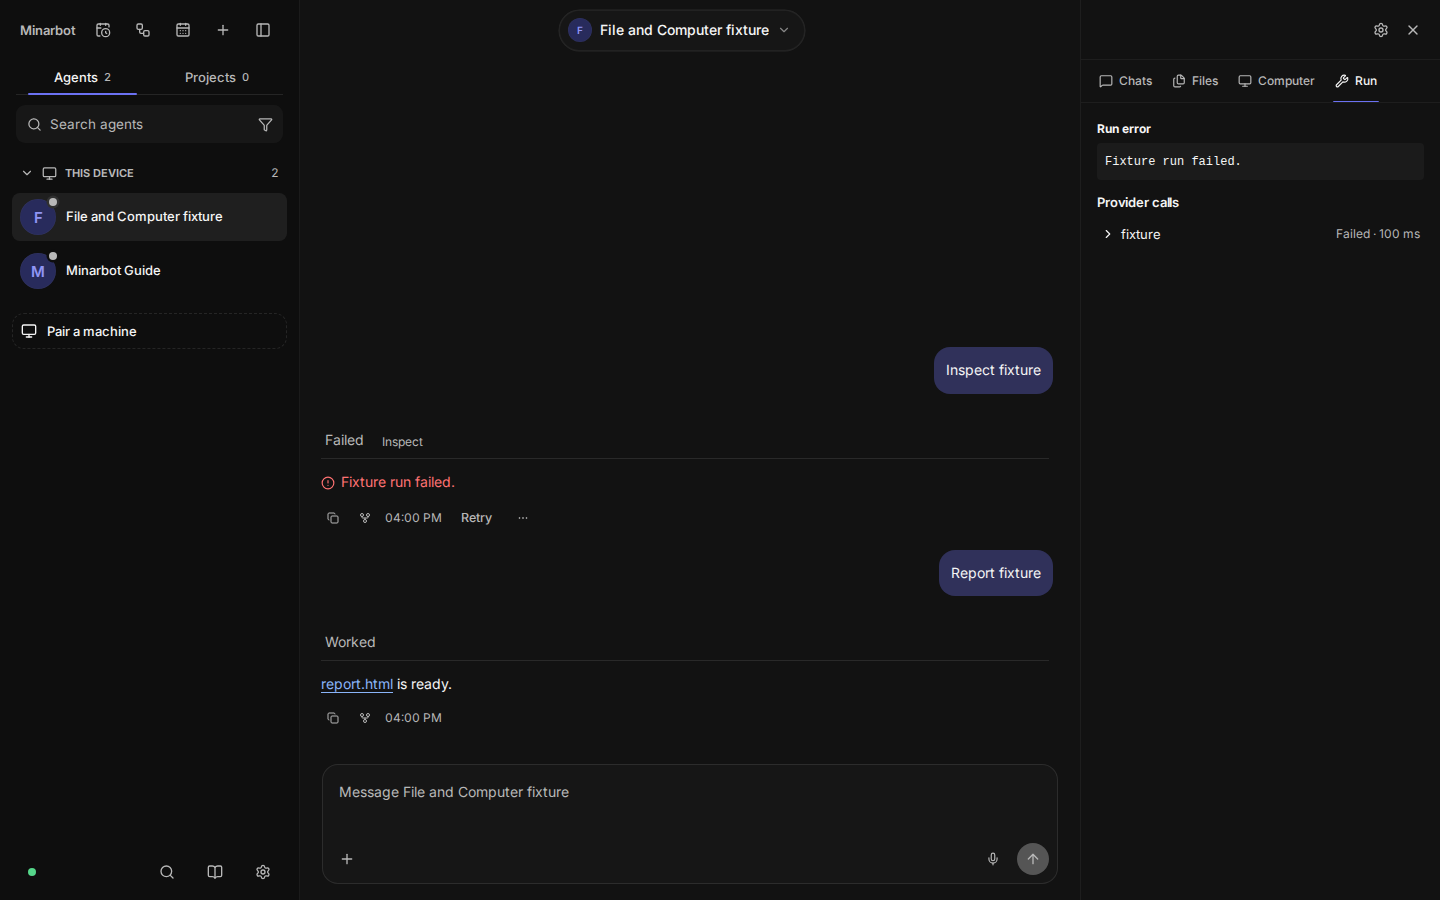 Minarbot
Agents 2
Projects 0
Search agents
THIS DEVICE
2
F
File and Computer fixture
M
Minarbot Guide
Pair a machine
F
File and Computer fixture
Inspect fixture
Failed
Inspect
Fixture run failed.
04:00 PM
Retry
Report fixture
Worked
report.html is ready.
04:00 PM
Message File and Computer fixture
Chats
Files
Computer
Run
Run error
Fixture run failed.
Provider calls
fixture
Failed · 100 ms